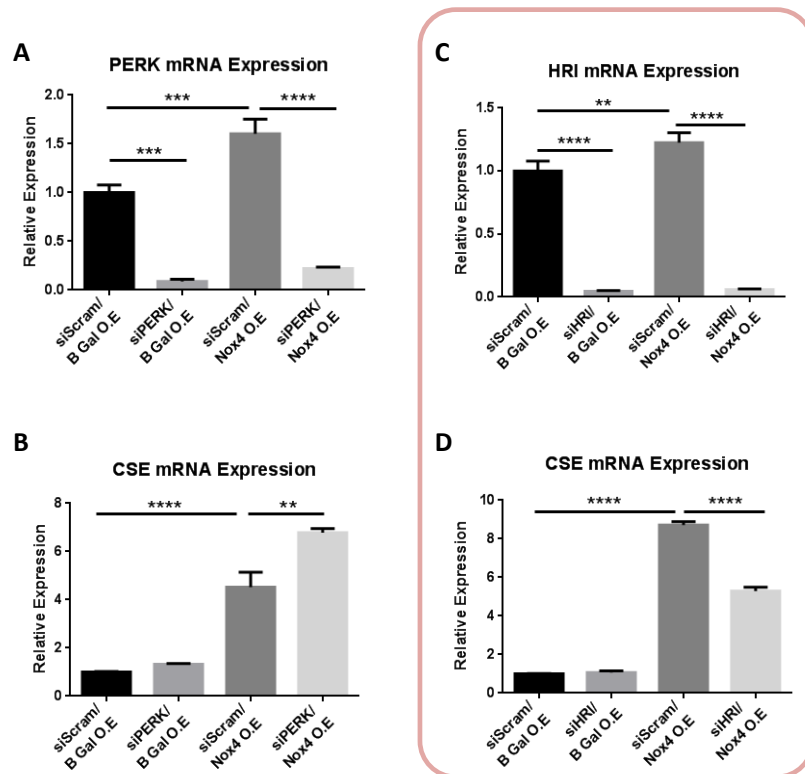 A
PERK mRNA Expression
*** ****
***
Relative Expression
2.0
1.5
1.0
0.5
0.0
siScram/
B Gal O.E
siPERK/
B Gal O.E
siScram/
Nox4 O.E
siPERK/
Nox4 O.E
B
CSE mRNA Expression
**** **
Relative Expression
8
6
4
2
0
siScram/
B Gal O.E
siPERK/
B Gal O.E
siScram/
Nox4 O.E
siPERK/
Nox4 O.E
C
HRI mRNA Expression
** ****
****
Relative Expression
1.5
1.0
0.5
0.0
siScram/
B Gal O.E
siHRI/
B Gal O.E
siScram/
Nox4 O.E
siHRI/
Nox4 O.E
D
CSE mRNA Expression
**** ****
Relative Expression
10
8
6
4
2
0
siScram/
B Gal O.E
siHRI/
B Gal O.E
siScram/
Nox4 O.E
siHRI/
Nox4 O.E